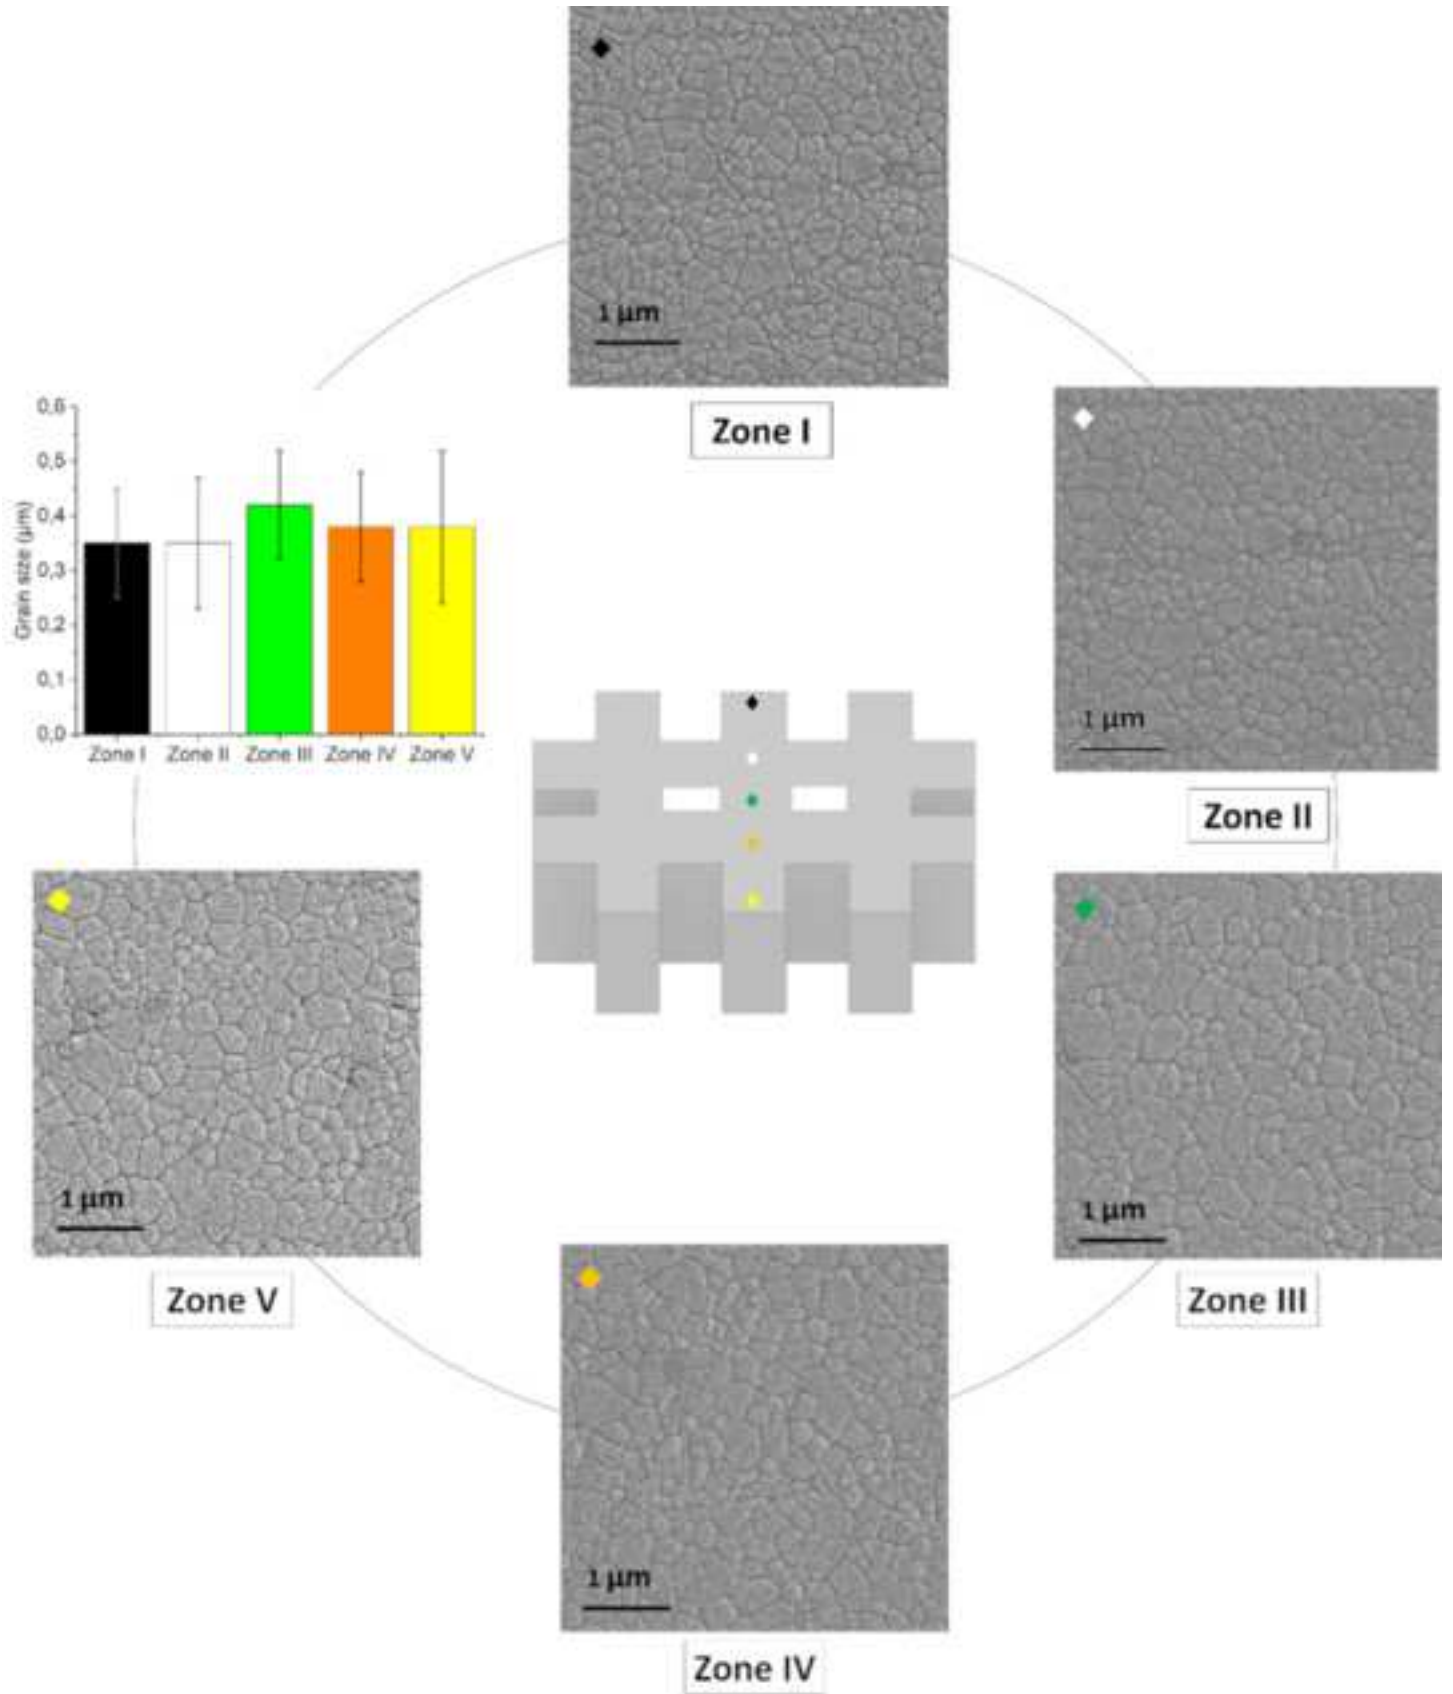 1 μm
Zone I
0,6
0,5
0,4
0,3
0,2
0,1
0,0
Grain size (μm)
Zone I Zone II Zone III Zone IV Zone V
1 μm
Zone II
1 μm
Zone V
1 μm
Zone III
1 μm
Zone IV